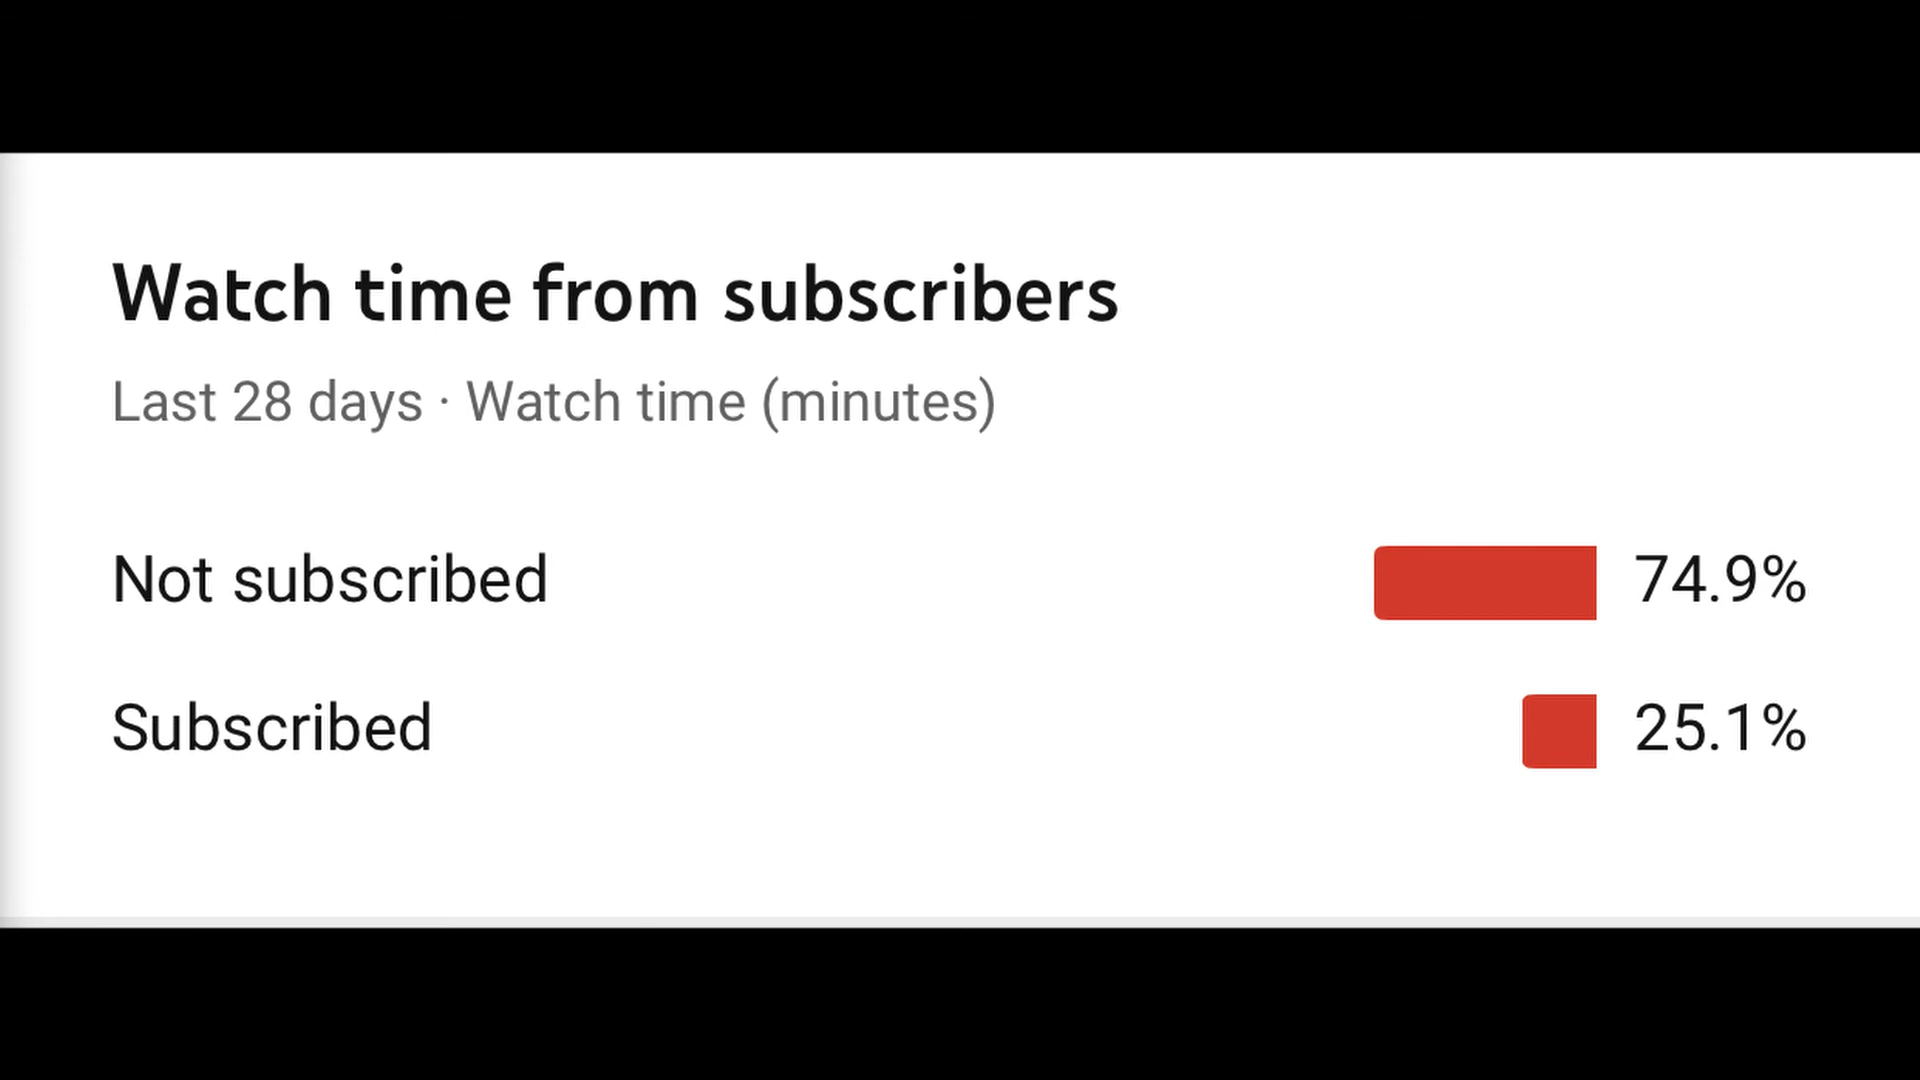 Watch time from subscribers
Last 28 days · Watch time (minutes)
Not subscribed 74.9%
Subscribed 25.1%